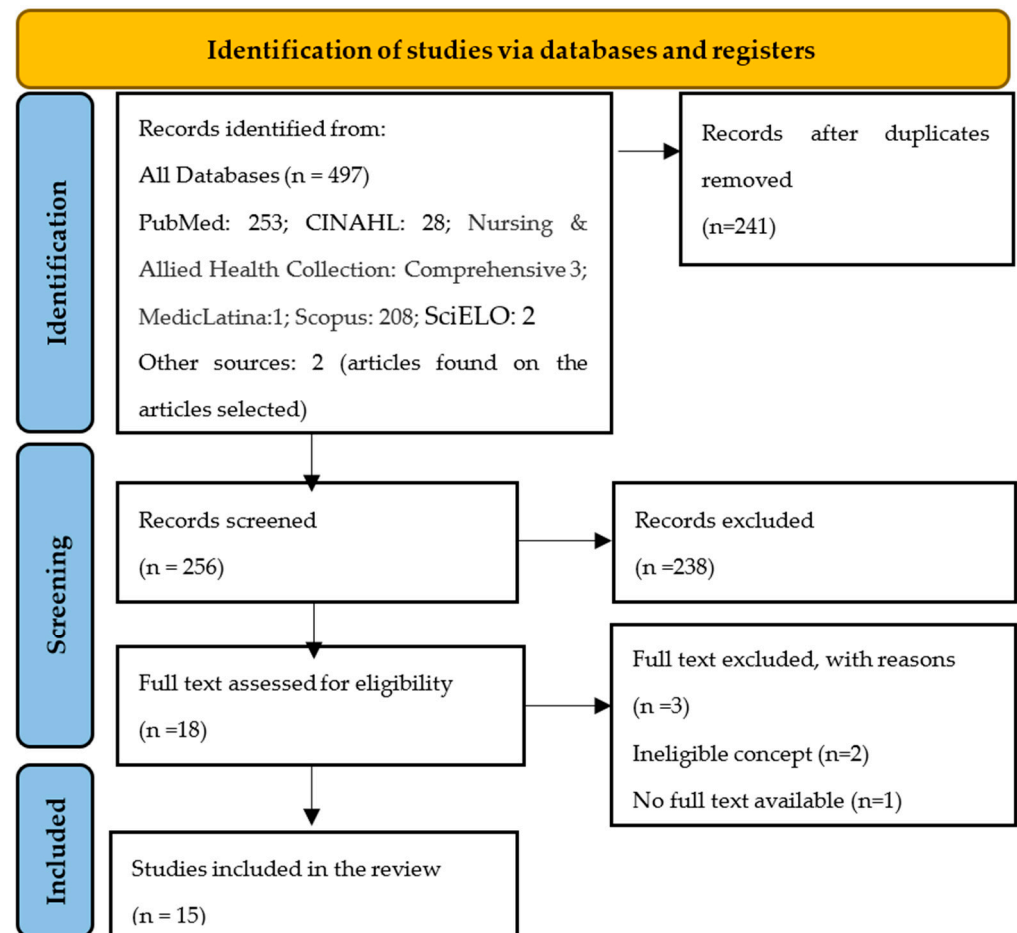 Identification of studies via databases and registers
Identification
Records identified from:
All Databases (n = 497)
PubMed: 253; CINAHL: 28; Nursing &
Allied Health Collection: Comprehensive 3;
MedicLatina:1; Scopus: 208; SciELO: 2
Other sources: 2 (articles found on the
articles selected)
Records after duplicates
removed
(n=241)
Screening
Records screened
(n = 256)
Records excluded
(n =238)
Full text assessed for eligibility
(n =18)
Full text excluded, with reasons
(n =3)
Ineligible concept (n=2)
No full text available (n=1)
Included
Studies included in the review
(n = 15)